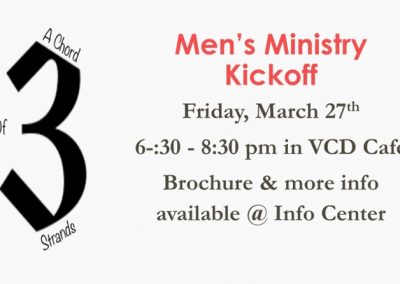 A Chord
Of
3
Strands
Men's Ministry
Kickoff
Friday, March 27th
6-:30 - 8:30 pm in VCD Cafe
Brochure & more info
available @ Info Center